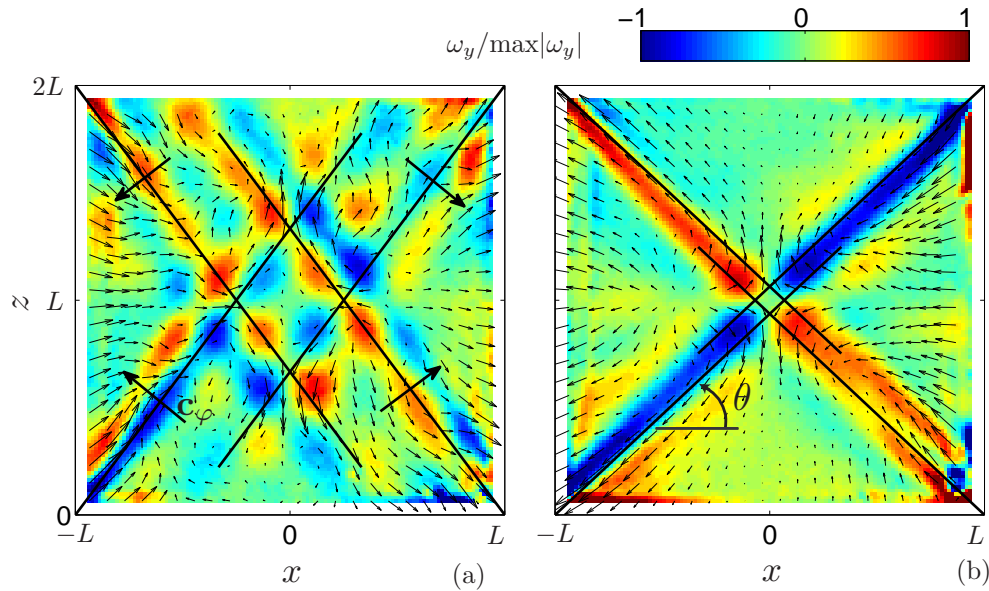 ω_y/max|ω_y|
−1 0 1
2L
z L
c_φ
θ
0
−L 0 L −L 0 L
x (a) x (b)